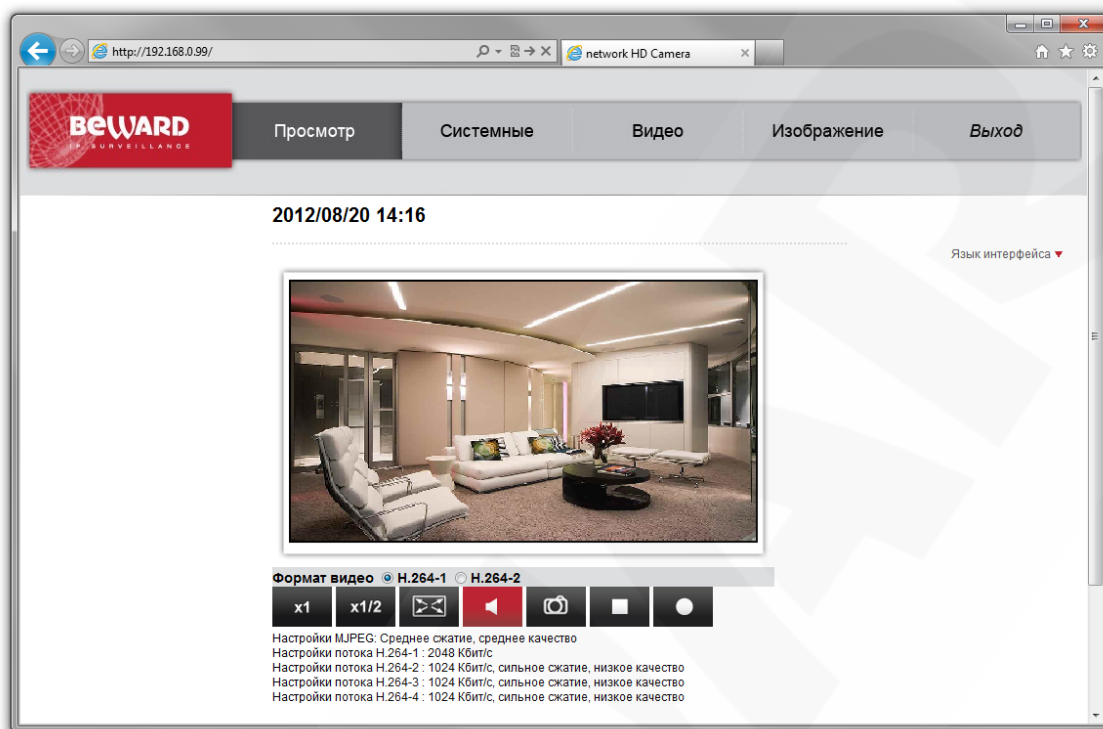 http://192.168.0.99/
network HD Camera
BEWARD
IP SURVEILLANCE
Просмотр
Системные
Видео
Изображение
Выход
2012/08/20 14:16
Язык интерфейса
Формат видео H.264-1 H.264-2
x1 x1/2
Настройки MJPEG: Среднее сжатие, среднее качество
Настройки потока H.264-1 : 2048 Кбит/с
Настройки потока H.264-2 : 1024 Кбит/с, сильное сжатие, низкое качество
Настройки потока H.264-3 : 1024 Кбит/с, сильное сжатие, низкое качество
Настройки потока H.264-4 : 1024 Кбит/с, сильное сжатие, низкое качество